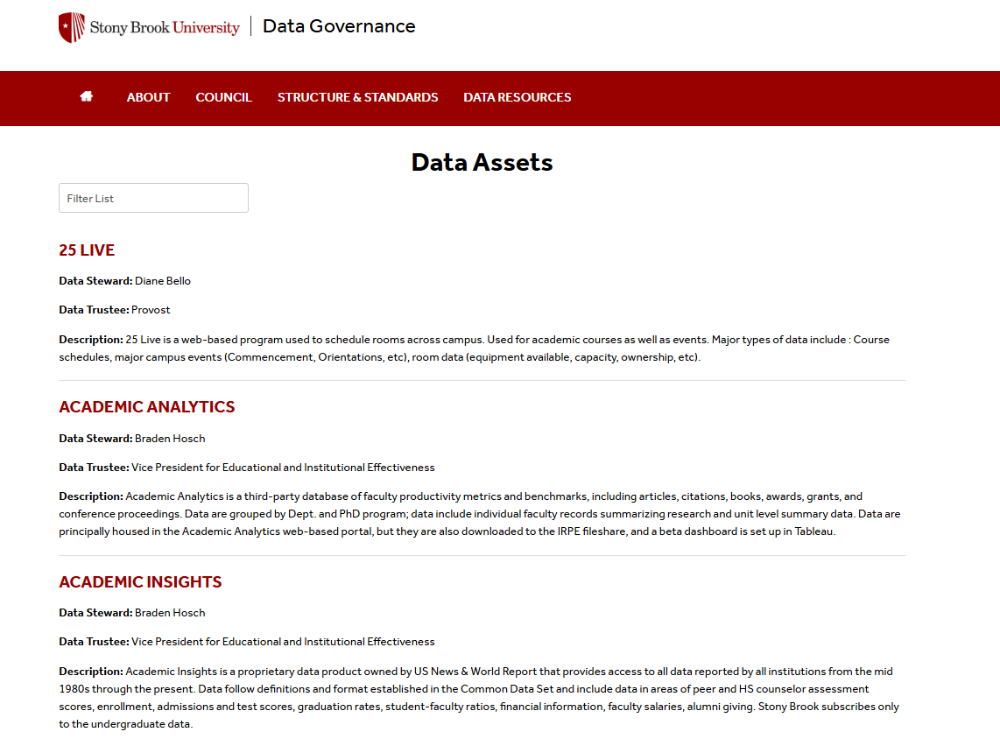 Stony Brook University | Data Governance
ABOUT COUNCIL STRUCTURE & STANDARDS DATA RESOURCES
Data Assets
Filter List
25 LIVE
Data Steward: Diane Bello
Data Trustee: Provost
Description: 25 Live is a web-based program used to schedule rooms across campus. Used for academic courses as well as events. Major types of data include : Course
schedules, major campus events (Commencement, Orientations, etc), room data (equipment available, capacity, ownership, etc).
ACADEMIC ANALYTICS
Data Steward: Braden Hosch
Data Trustee: Vice President for Educational and Institutional Effectiveness
Description: Academic Analytics is a third-party database of faculty productivity metrics and benchmarks, including articles, citations, books, awards, grants, and
conference proceedings. Data are grouped by Dept. and PhD program; data include individual faculty records summarizing research and unit level summary data. Data are
principally housed in the Academic Analytics web-based portal, but they are also downloaded to the IRPE fileshare, and a beta dashboard is set up in Tableau.
ACADEMIC INSIGHTS
Data Steward: Braden Hosch
Data Trustee: Vice President for Educational and Institutional Effectiveness
Description: Academic Insights is a proprietary data product owned by US News & World Report that provides access to all data reported by all institutions from the mid
1980s through the present. Data follow definitions and format established in the Common Data Set and include data in areas of peer and HS counselor assessment
scores, enrollment, admissions and test scores, graduation rates, student-faculty ratios, financial information, faculty salaries, alumni giving. Stony Brook subscribes only
to the undergraduate data.